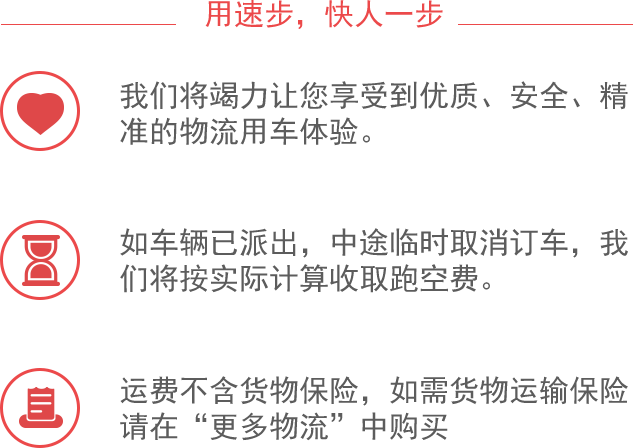 用速步，快人一步
我们将竭力让您享受到优质、安全、精
准的物流用车体验。
如车辆已派出，中途临时取消订车，我
们将按实际计算收取跑空费。
运费不含货物保险，如需货物运输保险
请在“更多物流”中购买